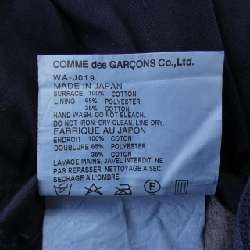 COMME des GARÇONS Co.,Ltd.
WA-J019
MADE IN JAPAN
SURFACE 100% COTTON
LINING 65% POLYESTER
35% COTTON
HAND WASH. DO NOT BLEACH.
DO NOT IRON. DRY CLEAN. LINE DRY.
FABRIQUE AU JAPON
ENDROIT 100% COTON
DOUBLURE 65% POLYESTER
35% COTON
LAVAGE MAINS. JAVEL INTERDIT NE
PAS REPASSER NETTOYAGE A SEC.
F